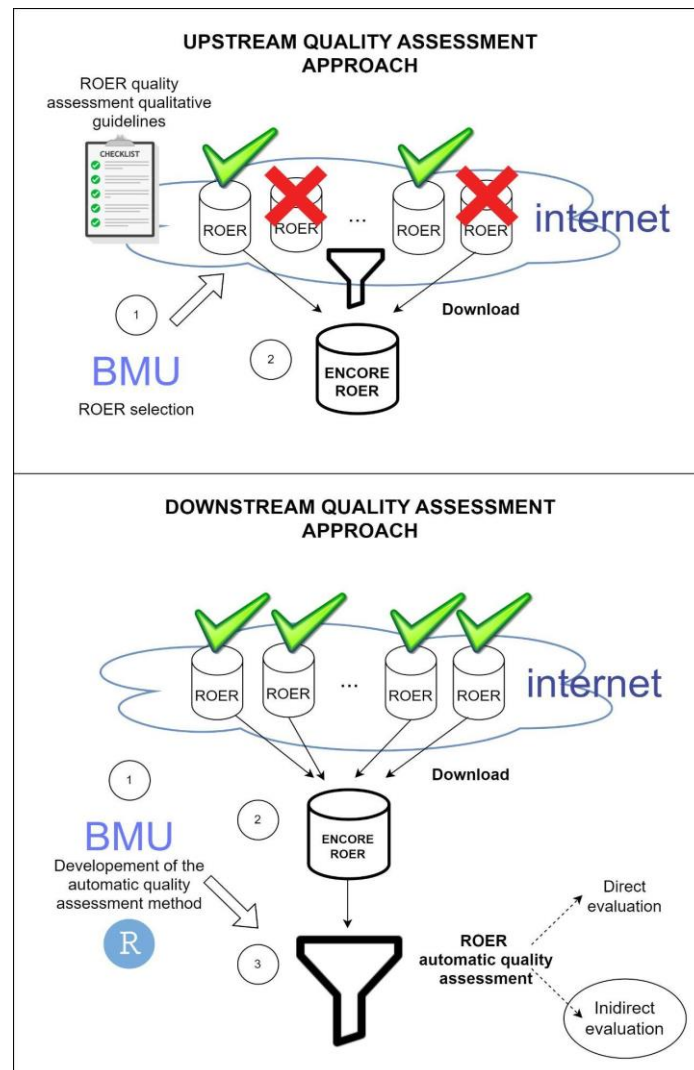 UPSTREAM QUALITY ASSESSMENT
APPROACH
ROER quality
assessment qualitative
guidelines
CHECKLIST
ROER
ROER
...
ROER
ROER
internet
1
Download
BMU
2
ENCORE
ROER
ROER selection
DOWNSTREAM QUALITY ASSESSMENT
APPROACH
ROER
ROER
...
ROER
ROER
internet
Download
1
BMU
2
ENCORE
ROER
Developement of the
automatic quality
assessment method
R
3
ROER
automatic quality
assessment
Direct
evaluation
Inidirect
evaluation